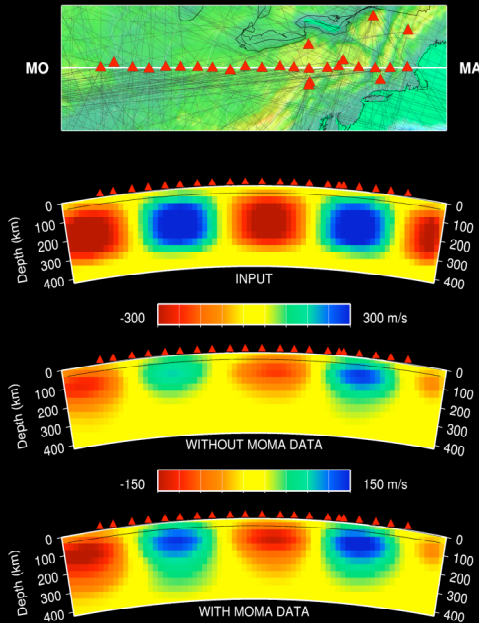 MO MA
0 0
100 100
200 200
300 300
400 400
Depth (km)
INPUT
-300 300 m/s
0 0
100 100
200 200
300 300
400 400
Depth (km)
WITHOUT MOMA DATA
-150 150 m/s
0 0
100 100
200 200
300 300
400 400
Depth (km)
WITH MOMA DATA